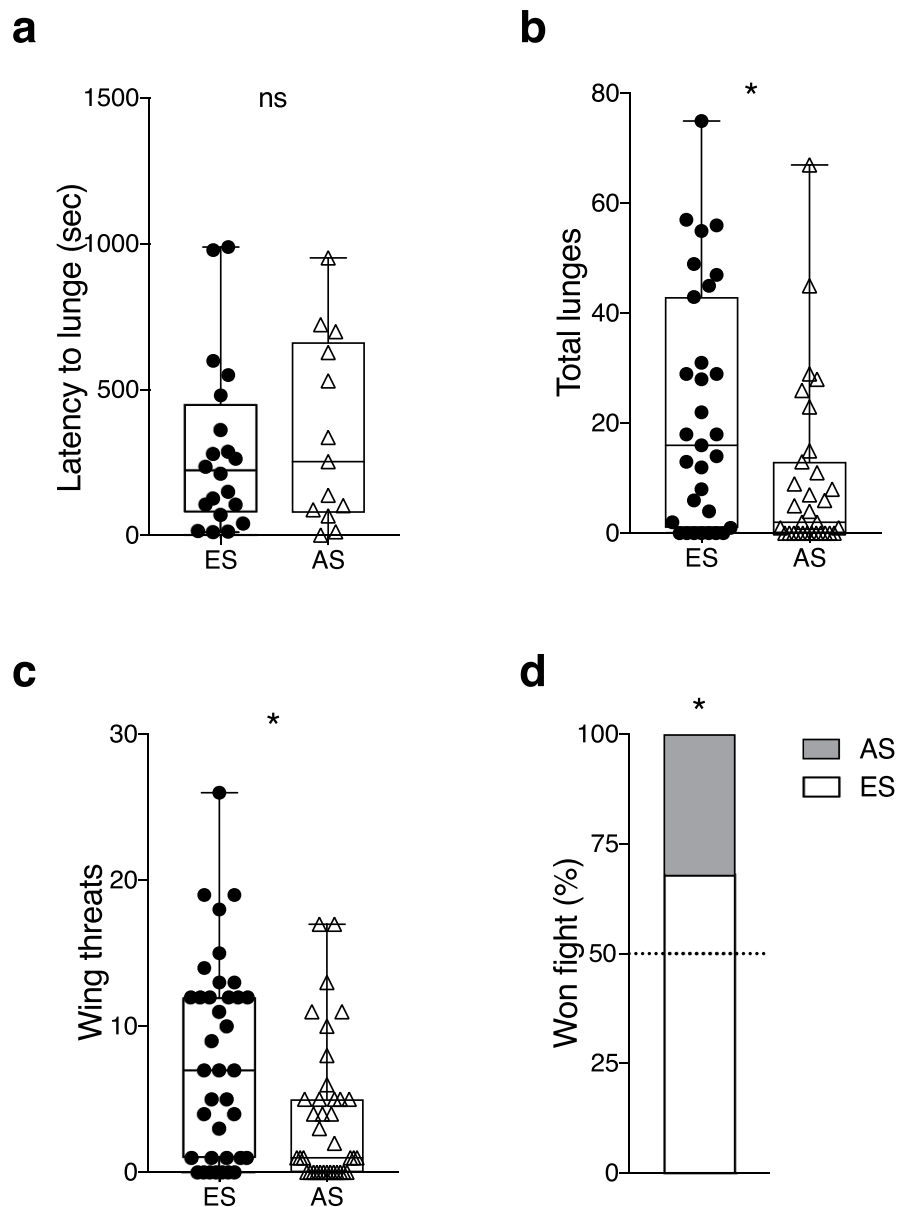 a
b
1500
1000
500
0
Latency to lunge (sec)
ns
ES
AS
80
60
40
20
0
Total lunges
*
ES
AS
c
d
30
20
10
0
Wing threats
*
ES
AS
100
75
50
25
0
Won fight (%)
*
AS
ES